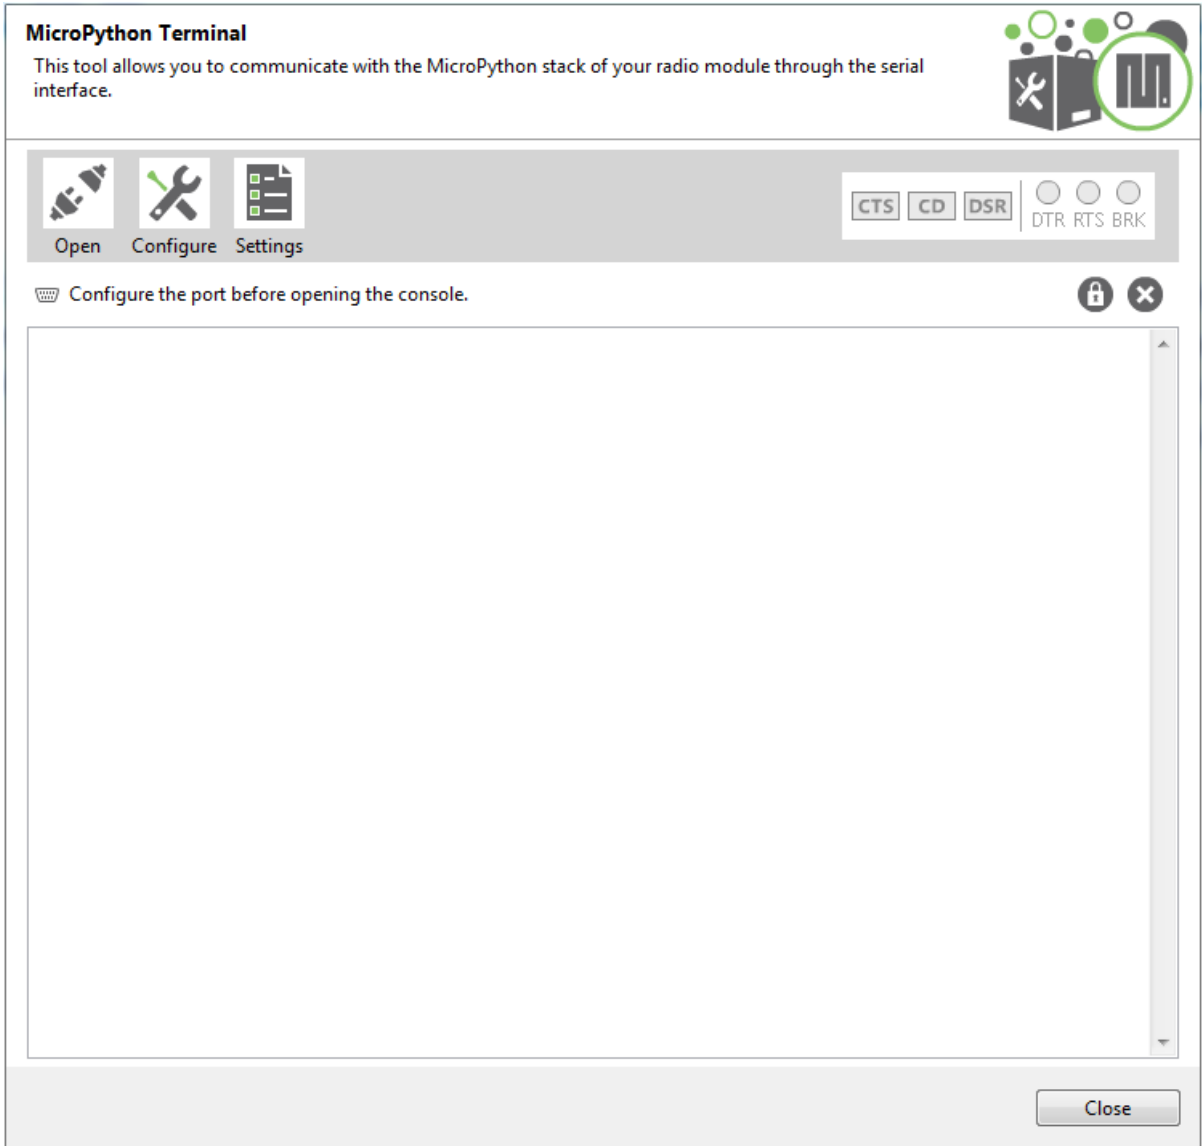 MicroPython Terminal
This tool allows you to communicate with the MicroPython stack of your radio module through the serial
interface.
Open Configure Settings
CTS CD DSR DTR RTS BRK
Configure the port before opening the console.
Close